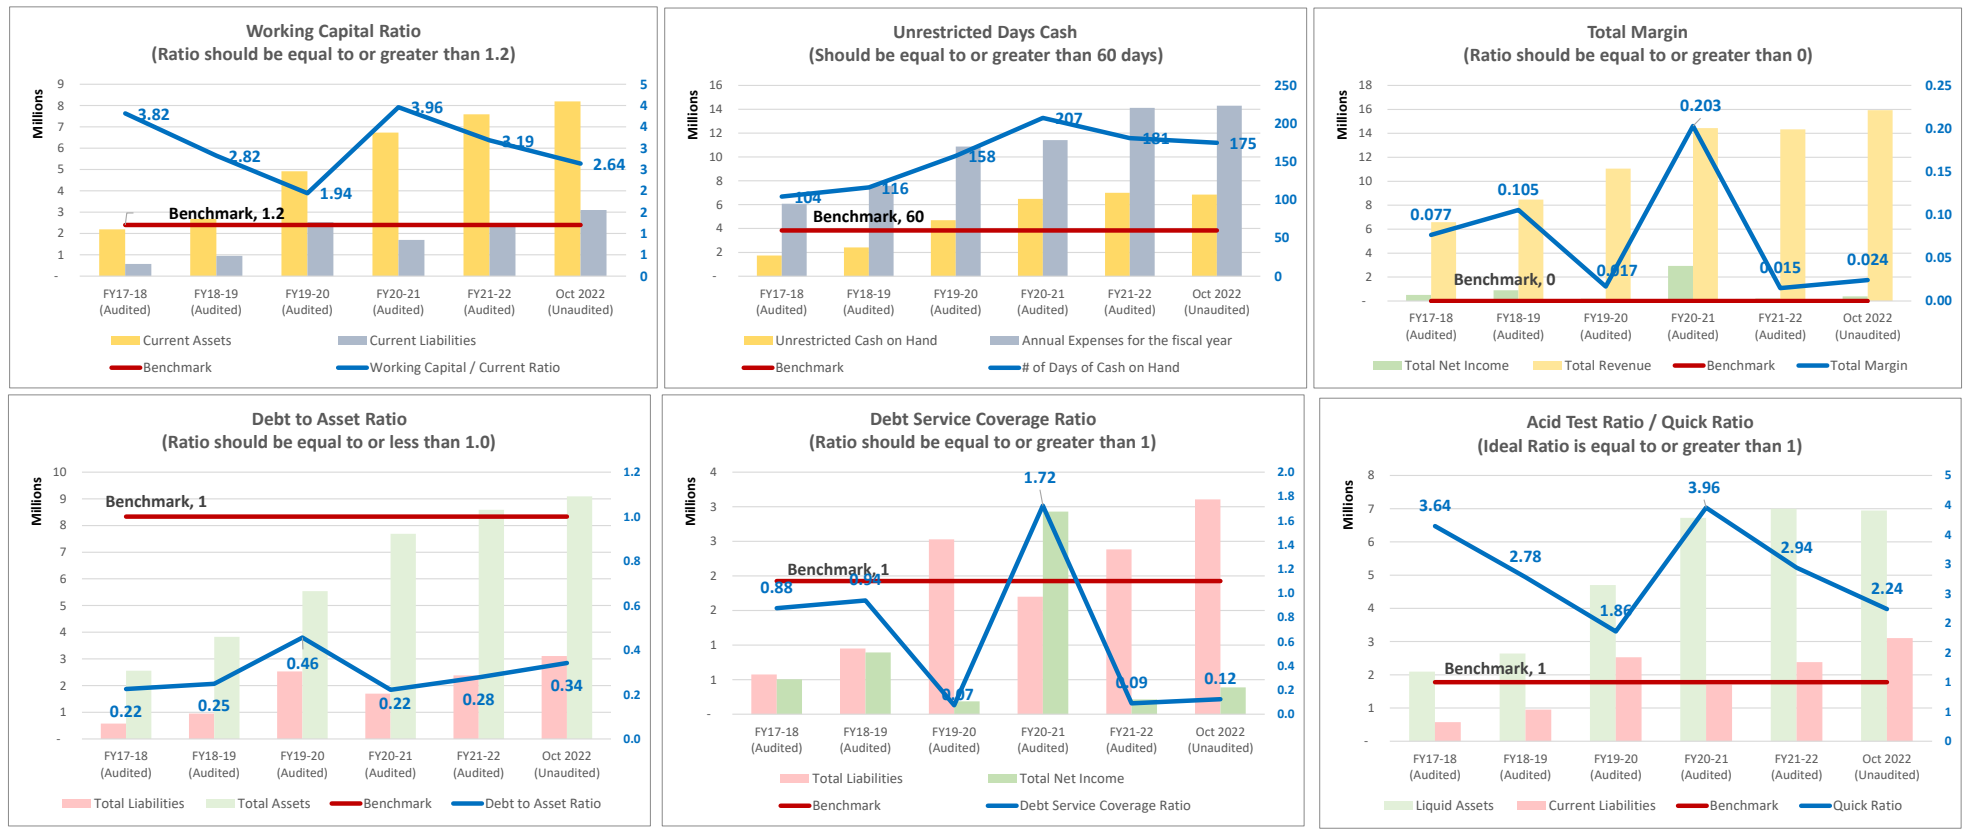 Working Capital Ratio
(Ratio should be equal to or greater than 1.2)
Millions
9
8
7
6
5
4
3
2
1
-
5
4
4
3
3
2
2
1
1
0
3.82
2.82
1.94
3.96
3.19
2.64
Benchmark, 1.2
FY17-18 (Audited)
FY18-19 (Audited)
FY19-20 (Audited)
FY20-21 (Audited)
FY21-22 (Audited)
Oct 2022 (Unaudited)
Current Assets
Current Liabilities
Benchmark
Working Capital / Current Ratio
Unrestricted Days Cash
(Should be equal to or greater than 60 days)
Millions
16
14
12
10
8
6
4
2
-
250
200
150
100
50
0
104
116
158
207
181
175
Benchmark, 60
FY17-18 (Audited)
FY18-19 (Audited)
FY19-20 (Audited)
FY20-21 (Audited)
FY21-22 (Audited)
Oct 2022 (Unaudited)
Unrestricted Cash on Hand
Annual Expenses for the fiscal year
Benchmark
# of Days of Cash on Hand
Total Margin
(Ratio should be equal to or greater than 0)
Millions
18
16
14
12
10
8
6
4
2
-
0.25
0.20
0.15
0.10
0.05
0.00
0.077
0.105
0.017
0.203
0.015
0.024
Benchmark, 0
FY17-18 (Audited)
FY18-19 (Audited)
FY19-20 (Audited)
FY20-21 (Audited)
FY21-22 (Audited)
Oct 2022 (Unaudited)
Total Net Income
Total Revenue
Benchmark
Total Margin
Debt to Asset Ratio
(Ratio should be equal to or less than 1.0)
Millions
10
9
8
7
6
5
4
3
2
1
-
1.2
1.0
0.8
0.6
0.4
0.2
0.0
Benchmark, 1
0.22
0.25
0.46
0.22
0.28
0.34
FY17-18 (Audited)
FY18-19 (Audited)
FY19-20 (Audited)
FY20-21 (Audited)
FY21-22 (Audited)
Oct 2022 (Unaudited)
Total Liabilities
Total Assets
Benchmark
Debt to Asset Ratio
Debt Service Coverage Ratio
(Ratio should be equal to or greater than 1)
Millions
4
3
3
2
2
1
1
-
2.0
1.8
1.6
1.4
1.2
1.0
0.8
0.6
0.4
0.2
0.0
Benchmark, 1
0.88
0.94
0.07
1.72
0.09
0.12
FY17-18 (Audited)
FY18-19 (Audited)
FY19-20 (Audited)
FY20-21 (Audited)
FY21-22 (Audited)
Oct 2022 (Unaudited)
Total Liabilities
Total Net Income
Benchmark
Debt Service Coverage Ratio
Acid Test Ratio / Quick Ratio
(Ideal Ratio is equal to or greater than 1)
Millions
8
7
6
5
4
3
2
1
-
5
4
4
3
3
2
2
1
1
0
3.64
2.78
1.86
3.96
2.94
2.24
Benchmark, 1
FY17-18 (Audited)
FY18-19 (Audited)
FY19-20 (Audited)
FY20-21 (Audited)
FY21-22 (Audited)
Oct 2022 (Unaudited)
Liquid Assets
Current Liabilities
Benchmark
Quick Ratio